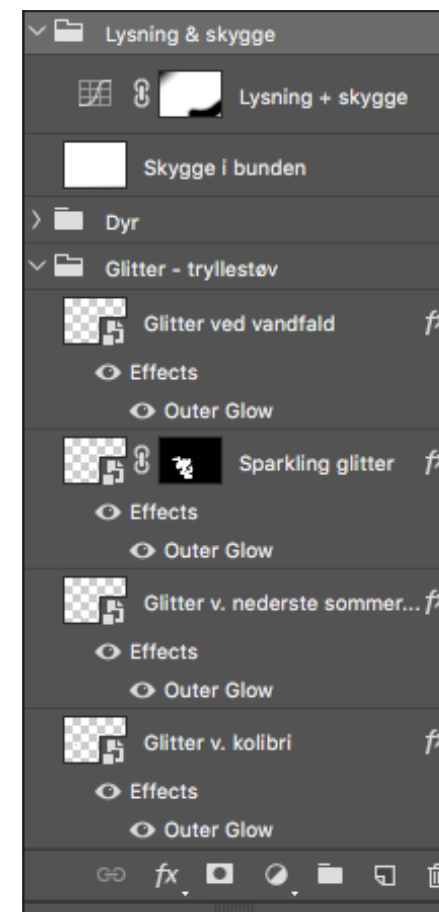 Lysning & skygge
Lysning + skygge
Skygge i bunden
Dyr
Glitter - tryllestøv
Glitter ved vandfald
Effects
Outer Glow
Sparkling glitter
Effects
Outer Glow
Glitter v. nederste sommer...
Effects
Outer Glow
Glitter v. kolibri
Effects
Outer Glow
fx